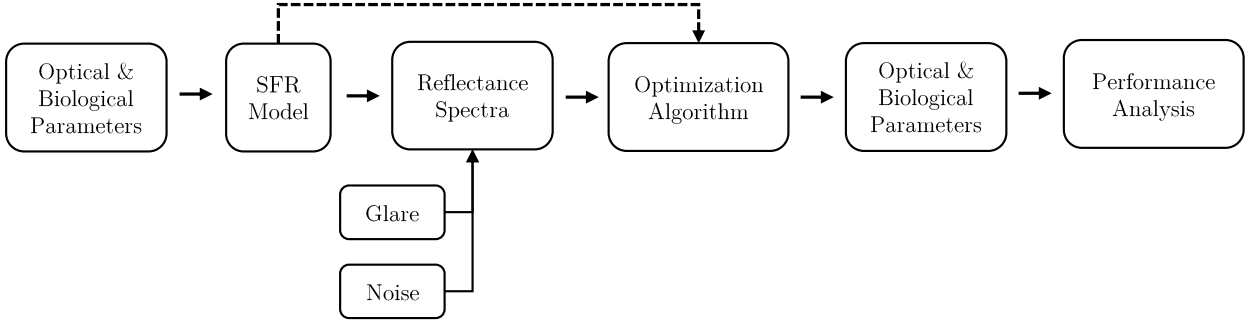 Optical &
Biological
Parameters
SFR
Model
Reflectance
Spectra
Optimization
Algorithm
Optical &
Biological
Parameters
Performance
Analysis
Glare
Noise